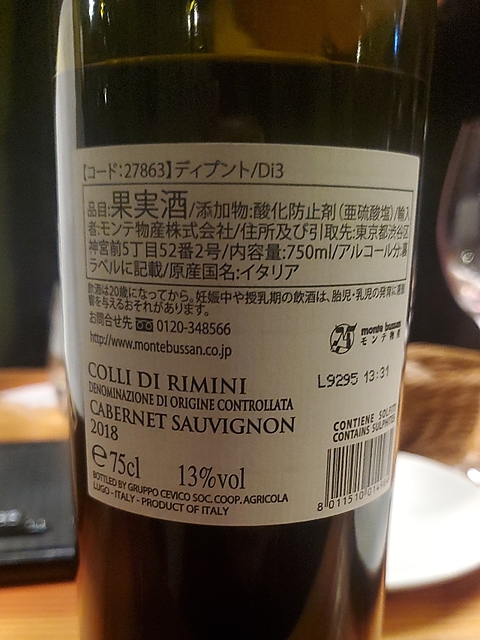 【コード:27863】ディプント/Di3
品目:果実酒/添加物:酸化防止剤(亜硫酸塩)/輸入
者:モンテ物産株式会社/住所及び引取先:東京都渋谷区
神宮前5丁目52番2号/内容量:750ml/アルコール分:裏
ラベルに記載/原産国名:イタリア
飲酒は20歳になってから。妊娠中や授乳期の飲酒は、胎児・乳児の発育に悪影
響を与えるおそれがあります。
お問合せ先 0120-348566
http://www.montebussan.co.jp
monte bussan
モンテ物産
L9295 13:31
COLLI DI RIMINI
DENOMINAZIONE DI ORIGINE CONTROLLATA
CABERNET SAUVIGNON
2018
CONTIENE
CONTAINS
e 75cl 13%vol
BOTTLED BY GRUPPO CEVICO SOC. COOP. AGRICOLA
LUGO - ITALY - PRODUCT OF ITALY
8 011510